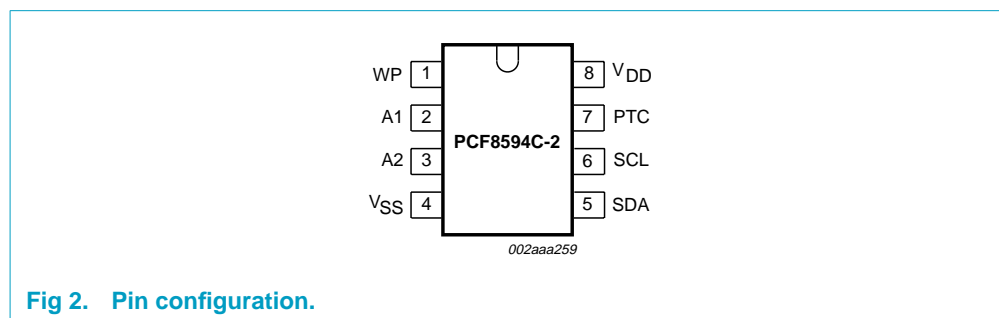 WP 1 8 VDD
A1 2 7 PTC
PCF8594C-2
A2 3 6 SCL
VSS 4 5 SDA
002aaa259
Fig 2. Pin configuration.